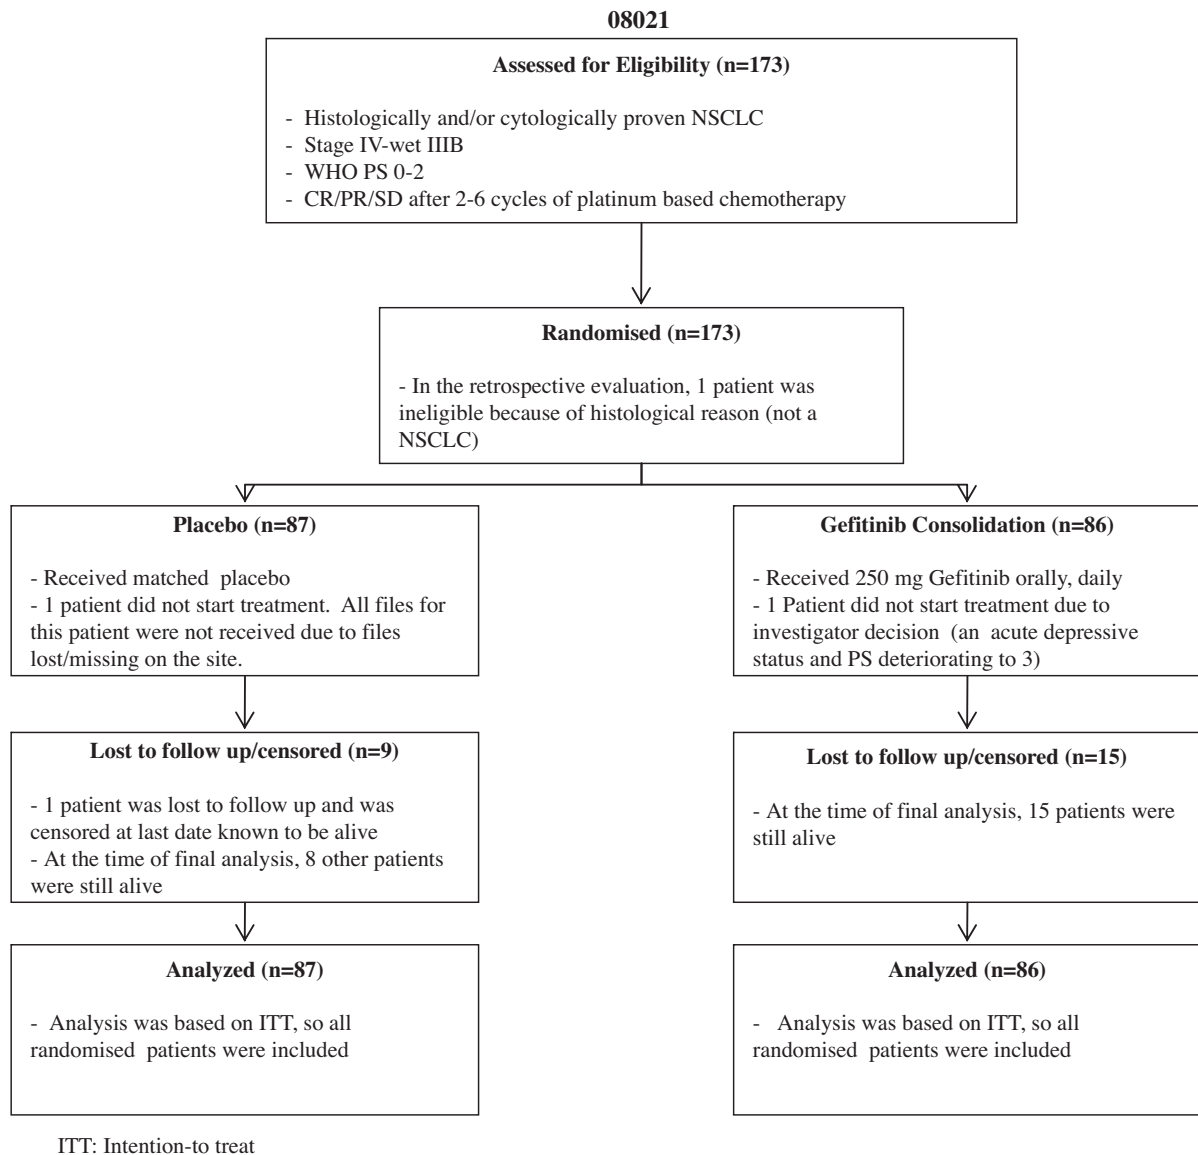 08021
Assessed for Eligibility (n=173)
- Histologically and/or cytologically proven NSCLC
- Stage IV-wet IIIB
- WHO PS 0-2
- CR/PR/SD after 2-6 cycles of platinum based chemotherapy
Randomised (n=173)
- In the retrospective evaluation, 1 patient was
ineligible because of histological reason (not a
NSCLC)
Placebo (n=87)
- Received matched placebo
- 1 patient did not start treatment. All files for
this patient were not received due to files
lost/missing on the site.
Gefitinib Consolidation (n=86)
- Received 250 mg Gefitinib orally, daily
- 1 Patient did not start treatment due to
investigator decision (an acute depressive
status and PS deteriorating to 3)
Lost to follow up/censored (n=9)
- 1 patient was lost to follow up and was
censored at last date known to be alive
- At the time of final analysis, 8 other patients
were still alive
Lost to follow up/censored (n=15)
- At the time of final analysis, 15 patients were
still alive
Analyzed (n=87)
- Analysis was based on ITT, so all
randomised patients were included
Analyzed (n=86)
- Analysis was based on ITT, so all
randomised patients were included
ITT: Intention-to treat